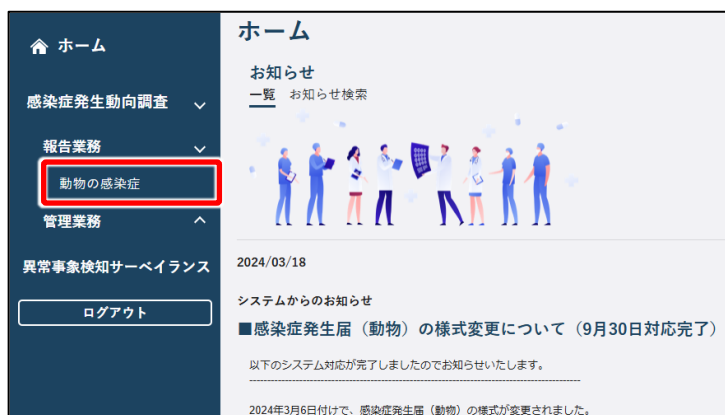 ホーム
感染症発生動向調査
報告業務
動物の感染症
管理業務
異常事象検知サーベイランス
ログアウト
ホーム
お知らせ
一覧 お知らせ検索
2024/03/18
システムからのお知らせ
■感染症発生届（動物）の様式変更について（9月30日対応完了）
以下のシステム対応が完了しましたのでお知らせいたします。
--------------------------------------------------------------------------------
2024年3月6日付けで、感染症発生届（動物）の様式が変更されました。